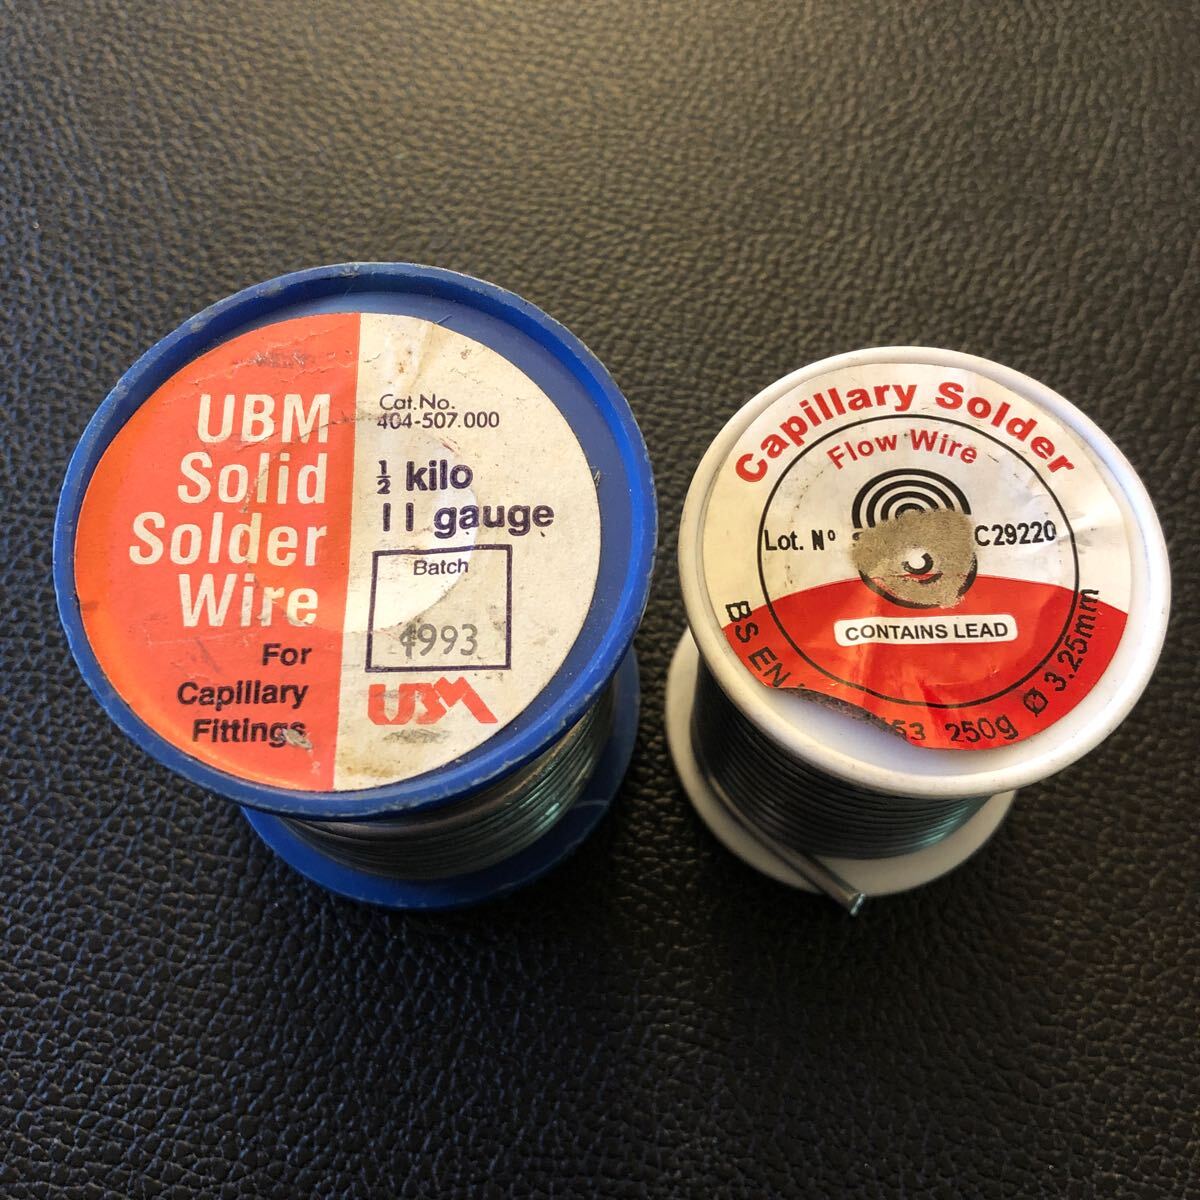 UBM
Solid
Solder
Wire
For
Capillary
Fittings
Cat.No.
404-507.000
½ kilo
11 gauge
Batch
4993
UBM
Capillary Solder
Flow Wire
Lot. Nº C29220
CONTAINS LEAD
BS EN 53 250g Ø 3.25mm